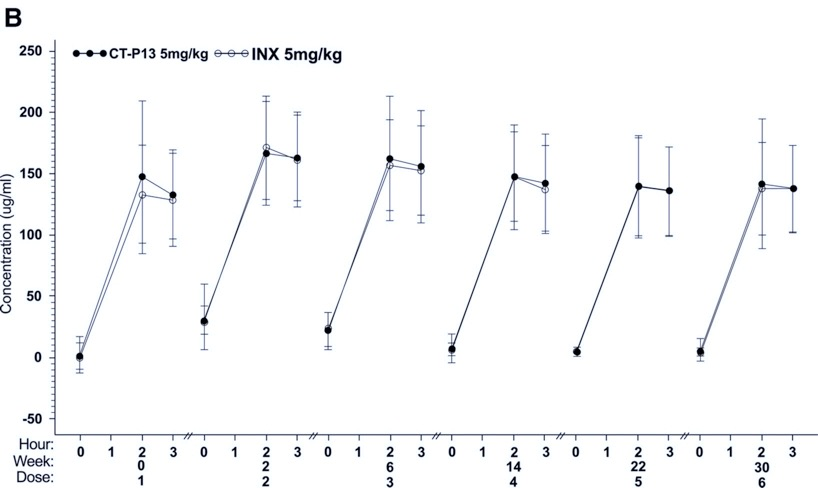 B
CT-P13 5mg/kg INX 5mg/kg
Concentration (ug/ml)
250
200
150
100
50
0
-50
Hour: 0 1 2 3 0 1 2 3 0 1 2 3 0 1 2 3 0 1 2 3 0 1 2 3
Week: 0 2 6 14 22 30
Dose: 1 2 3 4 5 6